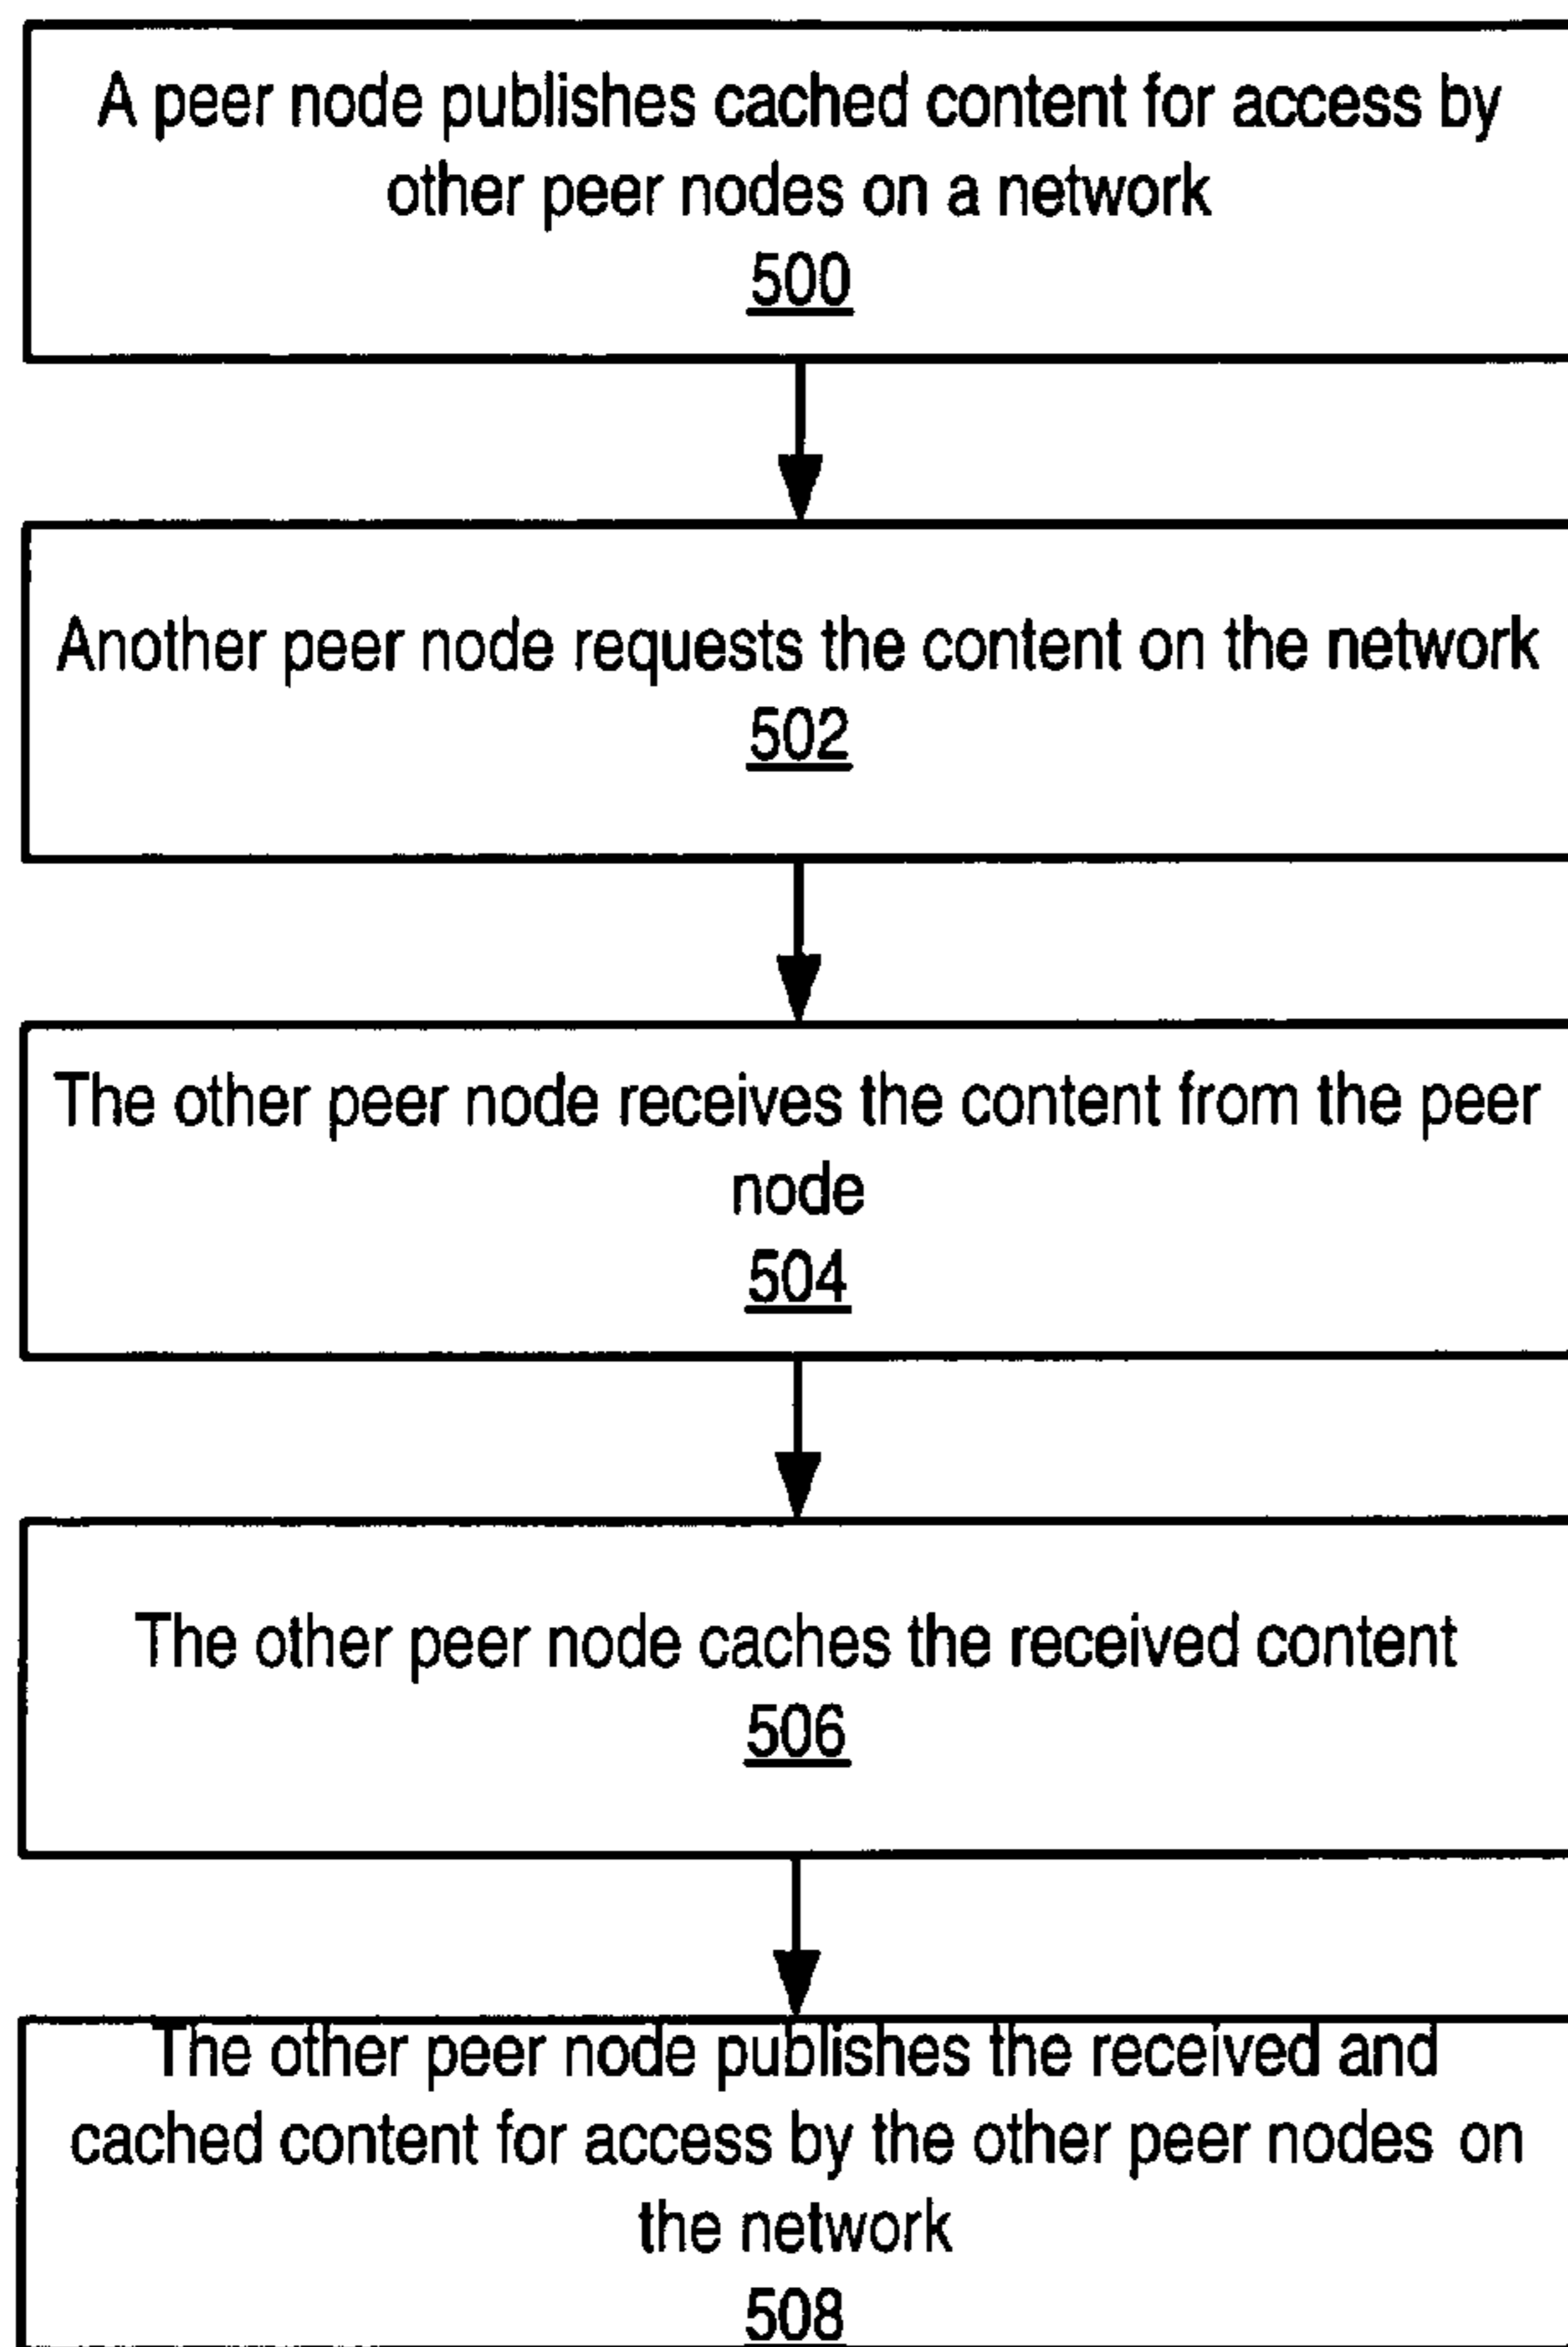 A peer node publishes cached content for access by
other peer nodes on a network
500
Another peer node requests the content on the network
502
The other peer node receives the content from the peer
node
504
The other peer node caches the received content
506
The other peer node publishes the received and
cached content for access by the other peer nodes on
the network
508